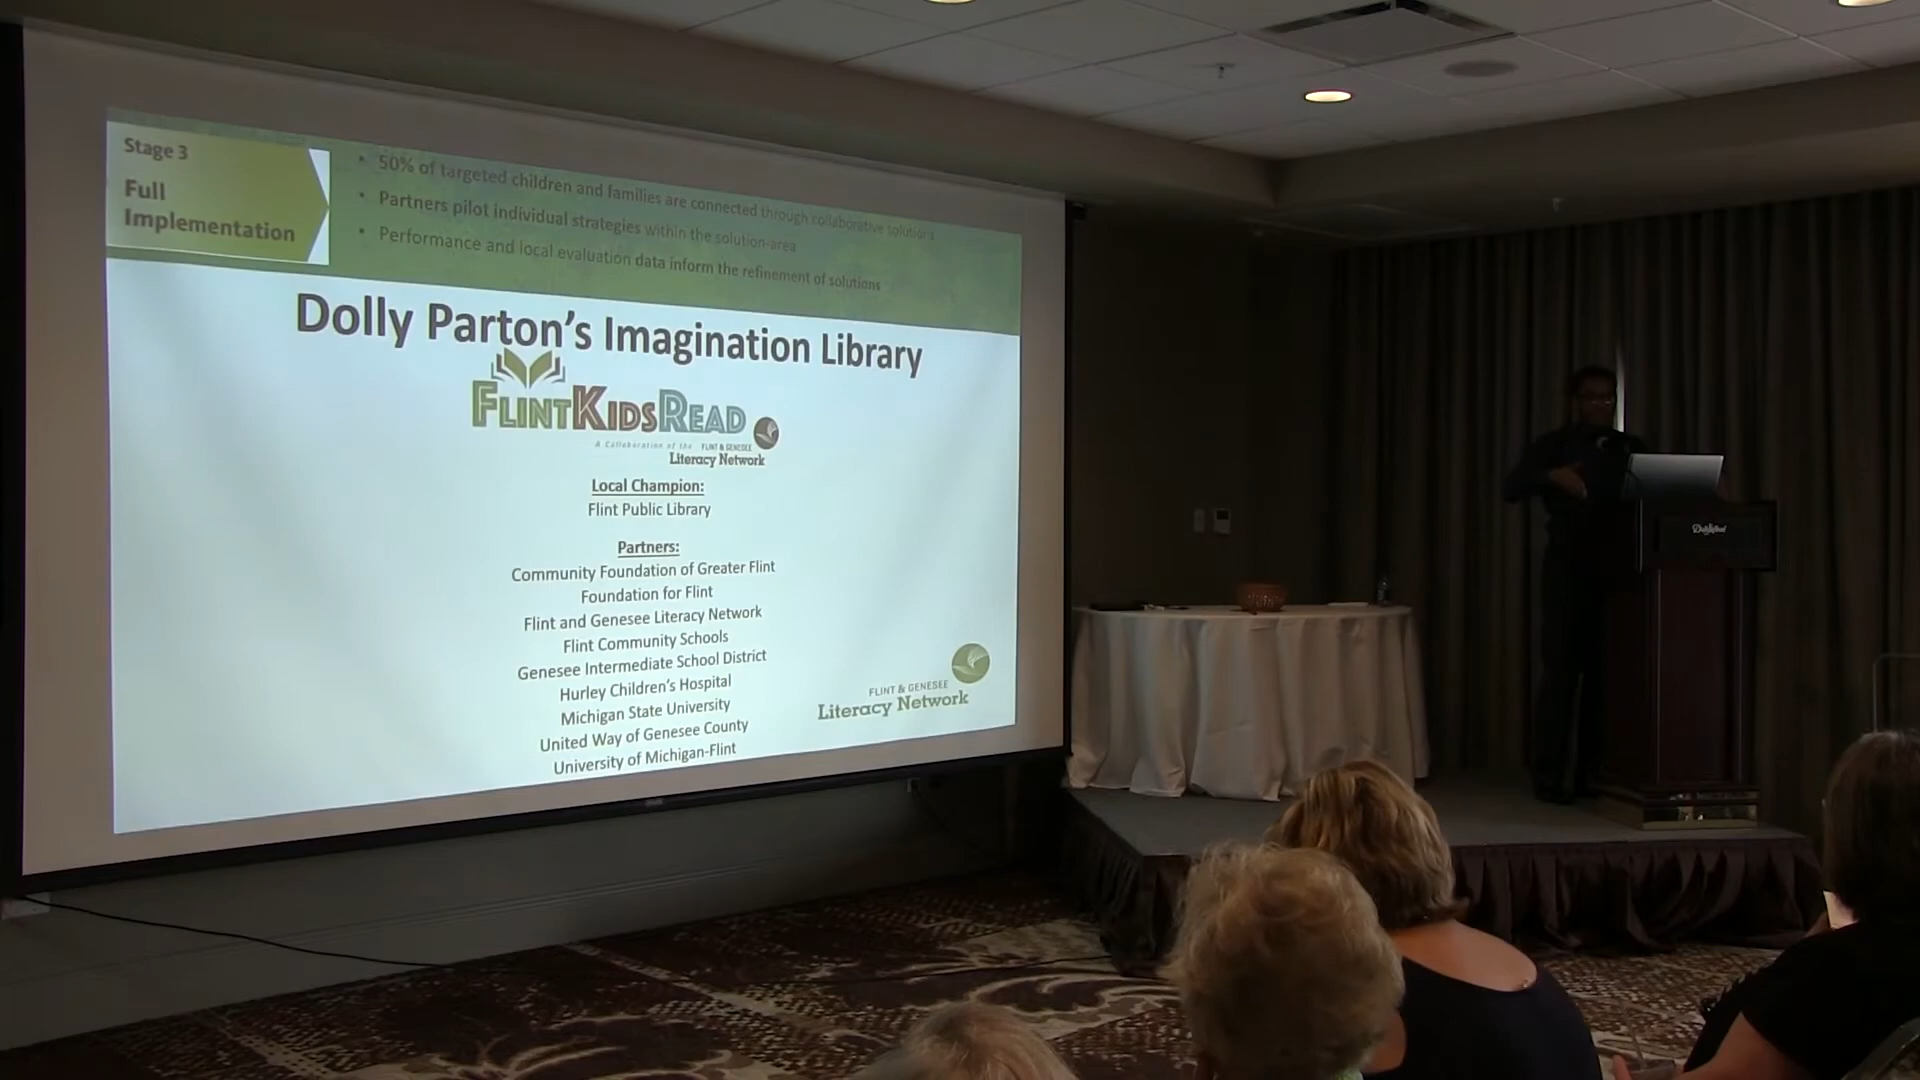 Stage 3
Full
Implementation
• 50% of targeted children and families are connected through collaborative solutions
• Partners pilot individual strategies within the solution-area
• Performance and local evaluation data inform the refinement of solutions
Dolly Parton's Imagination Library
FLINTKIDSREAD
A Collaboration of the FLINT & GENESEE
Literacy Network
Local Champion:
Flint Public Library
Partners:
Community Foundation of Greater Flint
Foundation for Flint
Flint and Genesee Literacy Network
Flint Community Schools
Genesee Intermediate School District
Hurley Children's Hospital
Michigan State University
United Way of Genesee County
University of Michigan-Flint
FLINT & GENESEE
Literacy Network